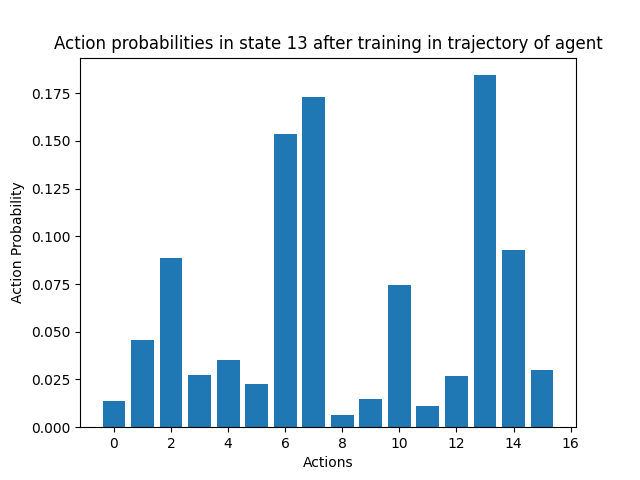 Action probabilities in state 13 after training in trajectory of agent
0.175
0.150
0.125
0.100
0.075
0.050
0.025
0.000
Action Probability
0 2 4 6 8 10 12 14 16
Actions